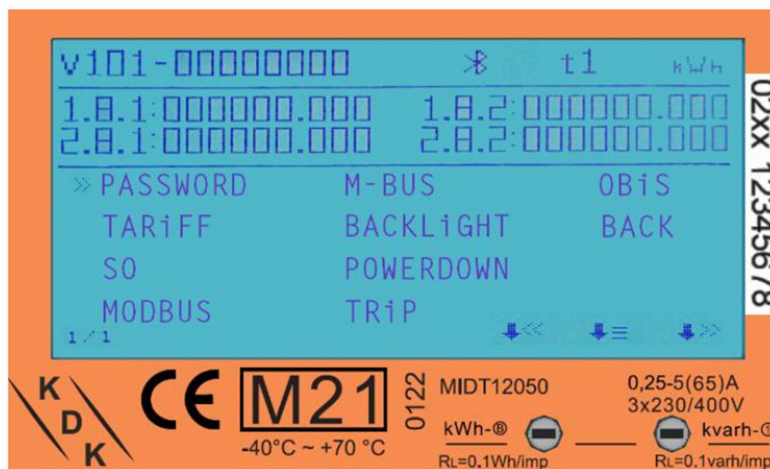 v101-00000000 t1 kWh
1.8.1:000000.000 1.8.2:000000.000
2.8.1:000000.000 2.8.2:000000.000
» PASSWORD M-BUS OBiS
TARiFF BACKLiGHT BACK
SO POWERDOWN
MODBUS TRiP
1/1 << ≡ >>
02xx 12345678
KDK
CE M21 0122
-40°C ~ +70 °C
MIDT12050 0,25-5(65)A
3x230/400V
kWh-® kvarh-
RL=0.1Wh/imp RL=0.1varh/imp